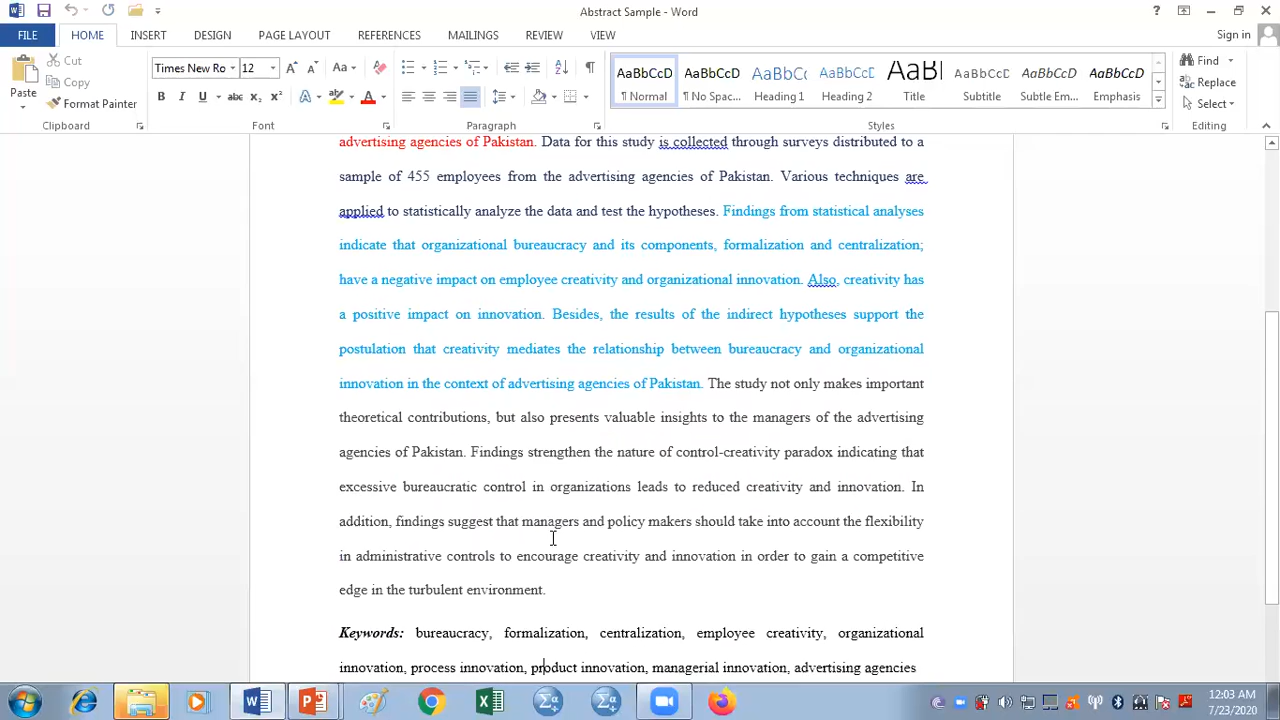 Abstract Sample - Word
?
FILE
HOME
INSERT
DESIGN
PAGE LAYOUT
REFERENCES
MAILINGS
REVIEW
VIEW
Sign in
Paste
Cut
Copy
Format Painter
Clipboard
Times New Ro
12
Font
Paragraph
AaBbCcD
¶ Normal
AaBbCcD
¶ No Spac...
AaBbCc
Heading 1
AaBbCcD
Heading 2
AaBl
Title
AaBbCcD
Subtitle
AaBbCcD
Subtle Em...
AaBbCcD
Emphasis
Styles
Find
Replace
Select
Editing
advertising agencies of Pakistan. Data for this study is collected through surveys distributed to a
sample of 455 employees from the advertising agencies of Pakistan. Various techniques are
applied to statistically analyze the data and test the hypotheses. Findings from statistical analyses
indicate that organizational bureaucracy and its components, formalization and centralization;
have a negative impact on employee creativity and organizational innovation. Also, creativity has
a positive impact on innovation. Besides, the results of the indirect hypotheses support the
postulation that creativity mediates the relationship between bureaucracy and organizational
innovation in the context of advertising agencies of Pakistan. The study not only makes important
theoretical contributions, but also presents valuable insights to the managers of the advertising
agencies of Pakistan. Findings strengthen the nature of control-creativity paradox indicating that
excessive bureaucratic control in organizations leads to reduced creativity and innovation. In
addition, findings suggest that managers and policy makers should take into account the flexibility
in administrative controls to encourage creativity and innovation in order to gain a competitive
edge in the turbulent environment.
Keywords: bureaucracy, formalization, centralization, employee creativity, organizational
innovation, process innovation, product innovation, managerial innovation, advertising agencies
12:03 AM
7/23/2020